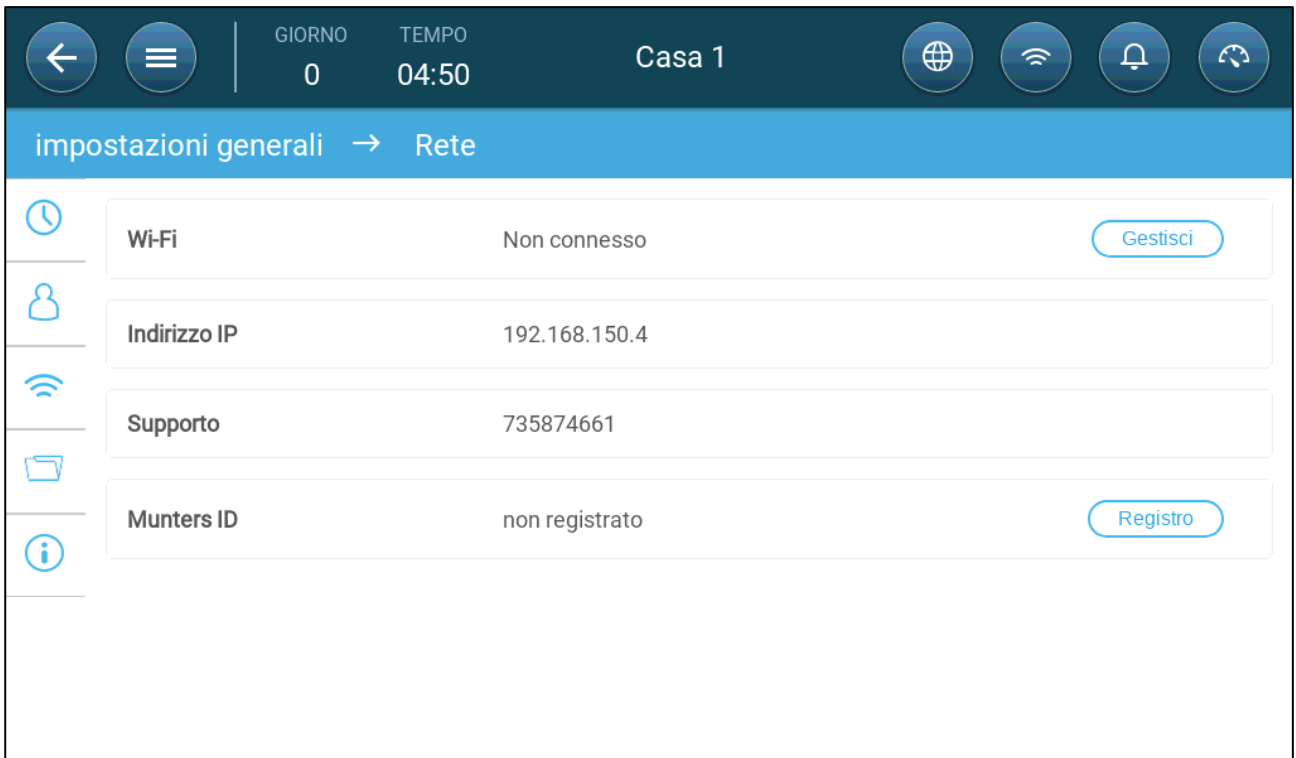 GIORNO TEMPO
0 04:50 Casa 1
impostazioni generali → Rete
Wi-Fi Non connesso Gestisci
Indirizzo IP 192.168.150.4
Supporto 735874661
Munters ID non registrato Registro